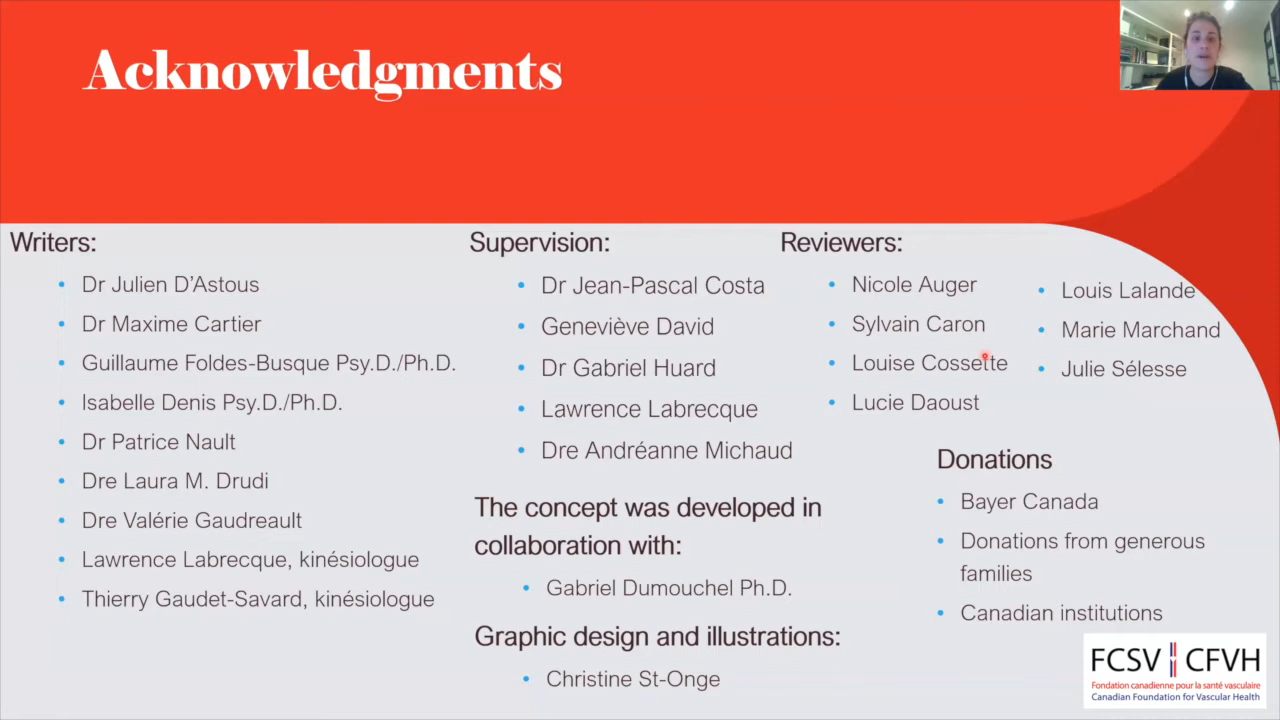 Acknowledgments
Writers:
Dr Julien D’Astous
Dr Maxime Cartier
Guillaume Foldes-Busque Psy.D./Ph.D.
Isabelle Denis Psy.D./Ph.D.
Dr Patrice Nault
Dre Laura M. Drudi
Dre Valérie Gaudreault
Lawrence Labrecque, kinésiologue
Thierry Gaudet-Savard, kinésiologue
Supervision:
Dr Jean-Pascal Costa
Geneviève David
Dr Gabriel Huard
Lawrence Labrecque
Dre Andréanne Michaud
The concept was developed in
collaboration with:
Gabriel Dumouchel Ph.D.
Graphic design and illustrations:
Christine St-Onge
Reviewers:
Nicole Auger
Sylvain Caron
Louise Cossette
Lucie Daoust
Louis Lalande
Marie Marchand
Julie Sélesse
Donations
Bayer Canada
Donations from generous
families
Canadian institutions
FCSV CFVH
Fondation canadienne pour la santé vasculaire
Canadian Foundation for Vascular Health